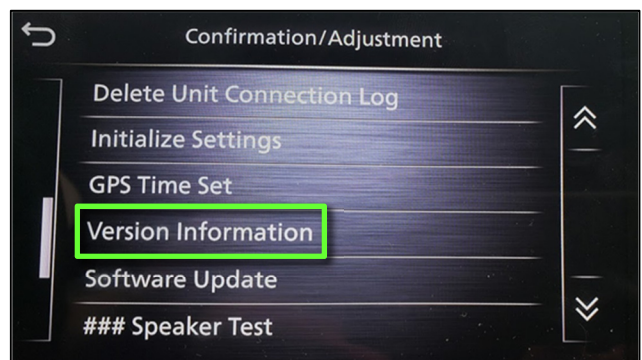 Confirmation/Adjustment
Delete Unit Connection Log
Initialize Settings
GPS Time Set
Version Information
Software Update
### Speaker Test